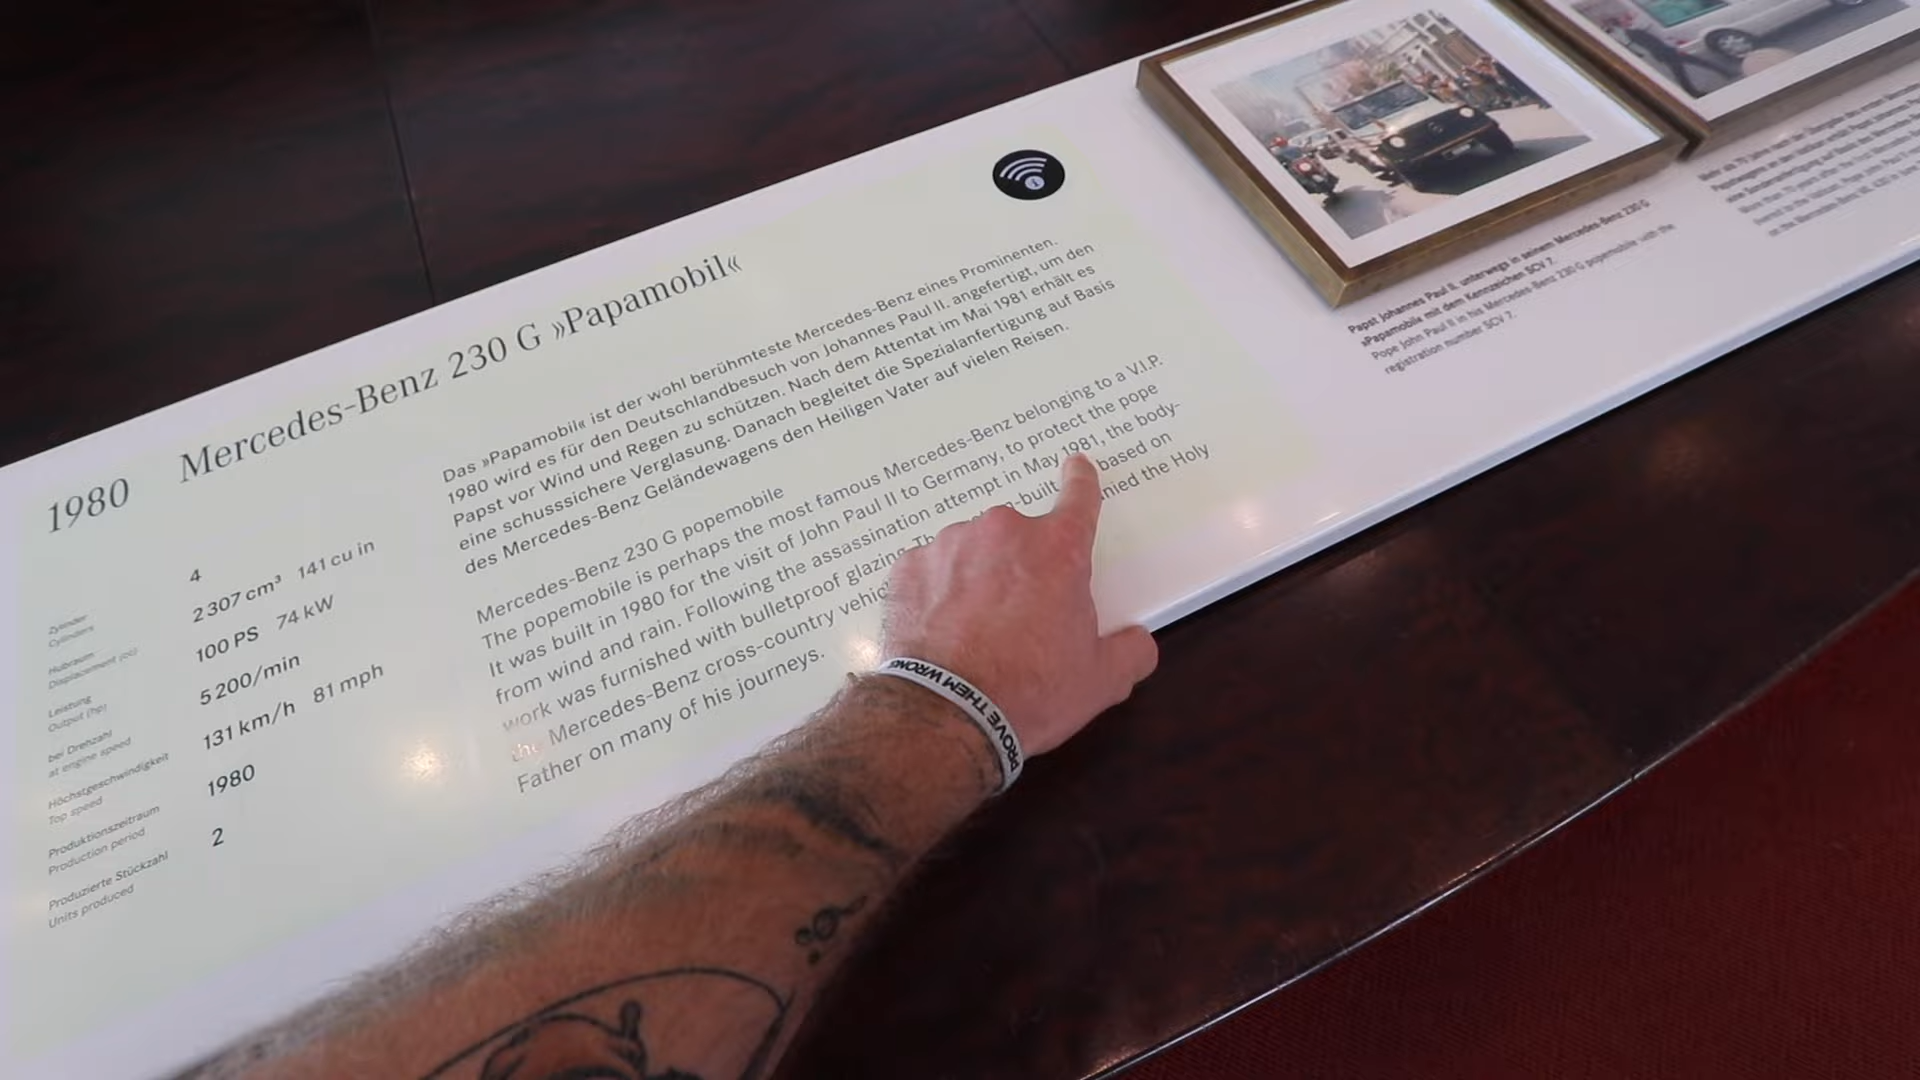 1980 Mercedes-Benz 230 G »Papamobil«
Zylinder
Cylinders
4
Hubraum
Displacement (cc)
2 307 cm³ 141 cu in
Leistung
Output (hp)
100 PS 74 kW
bei Drehzahl
at engine speed
5 200/min
Höchstgeschwindigkeit
Top speed
131 km/h 81 mph
Produktionszeitraum
Production period
1980
Produzierte Stückzahl
Units produced
2
Das »Papamobil« ist der wohl berühmteste Mercedes-Benz eines Prominenten.
1980 wird es für den Deutschlandbesuch von Johannes Paul II. angefertigt, um den
Papst vor Wind und Regen zu schützen. Nach dem Attentat im Mai 1981 erhält es
eine schusssichere Verglasung. Danach begleitet die Spezialanfertigung auf Basis
des Mercedes-Benz Geländewagens den Heiligen Vater auf vielen Reisen.
Mercedes-Benz 230 G popemobile
The popemobile is perhaps the most famous Mercedes-Benz belonging to a V.I.P.
It was built in 1980 for the visit of John Paul II to Germany, to protect the pope
from wind and rain. Following the assassination attempt in May 1981, the body-
work was furnished with bulletproof glazing. -built based on
the Mercedes-Benz cross-country the Holy
Father on many of his journeys.
Papst Johannes Paul II. unterwegs in seinem Mercedes-Benz 230 G
»Papamobil« mit dem Kennzeichen SCV 7.
Pope John Paul II in his Mercedes-Benz 230 G popemobile with the
registration number SCV 7.
PROVE THEM WRONG